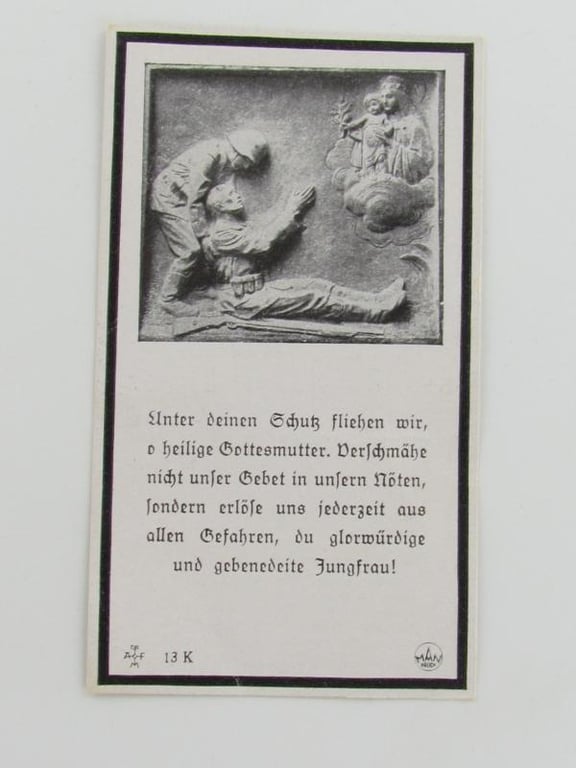 Unter deinen Schutz fliehen wir,
o heilige Gottesmutter. Verschmähe
nicht unser Gebet in unsern Nöten,
sondern erlöse uns jederzeit aus
allen Gefahren, du glorwürdige
und gebenedeite Jungfrau!
13 K